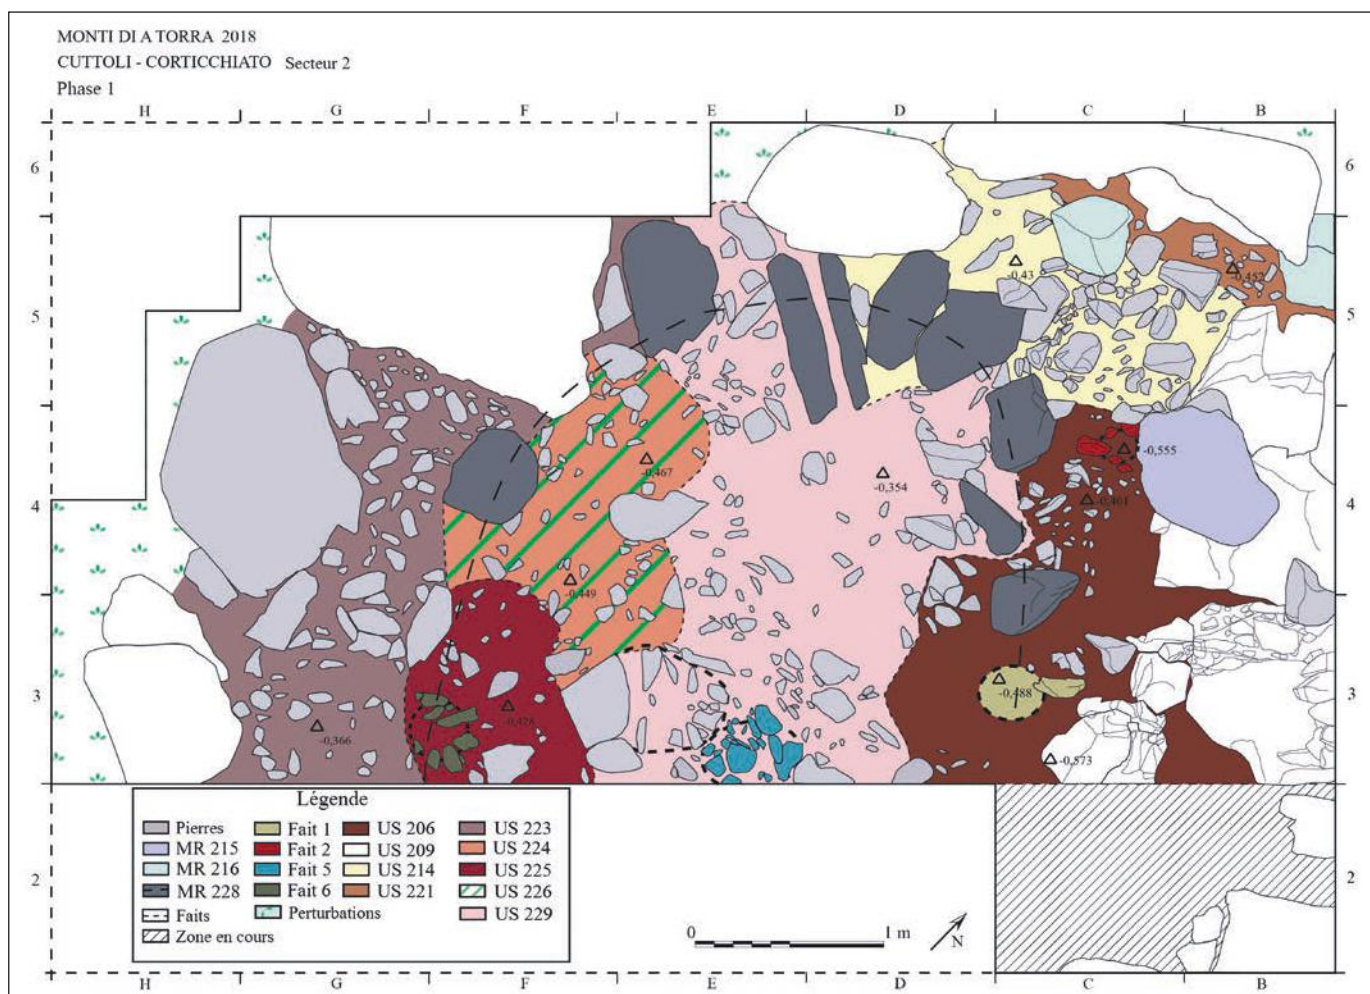 MONTI DI A TORRA 2018
CUTTOLI - CORTICCHIATO Secteur 2
Phase 1
H G F E D C B
6 6
-0,43
-0,452
5 5
-0,467
-0,354
-0,555
4 4
-0,449
-0,488
3 3
-0,366
-0,428
-0,573
Légende
Pierres Fait 1 US 206 US 223
MR 215 Fait 2 US 209 US 224
MR 216 Fait 5 US 214 US 225
MR 228 Fait 6 US 221 US 226
Faits Perturbations US 229
Zone en cours
2 2
0 1 m
N
H G F E D C B